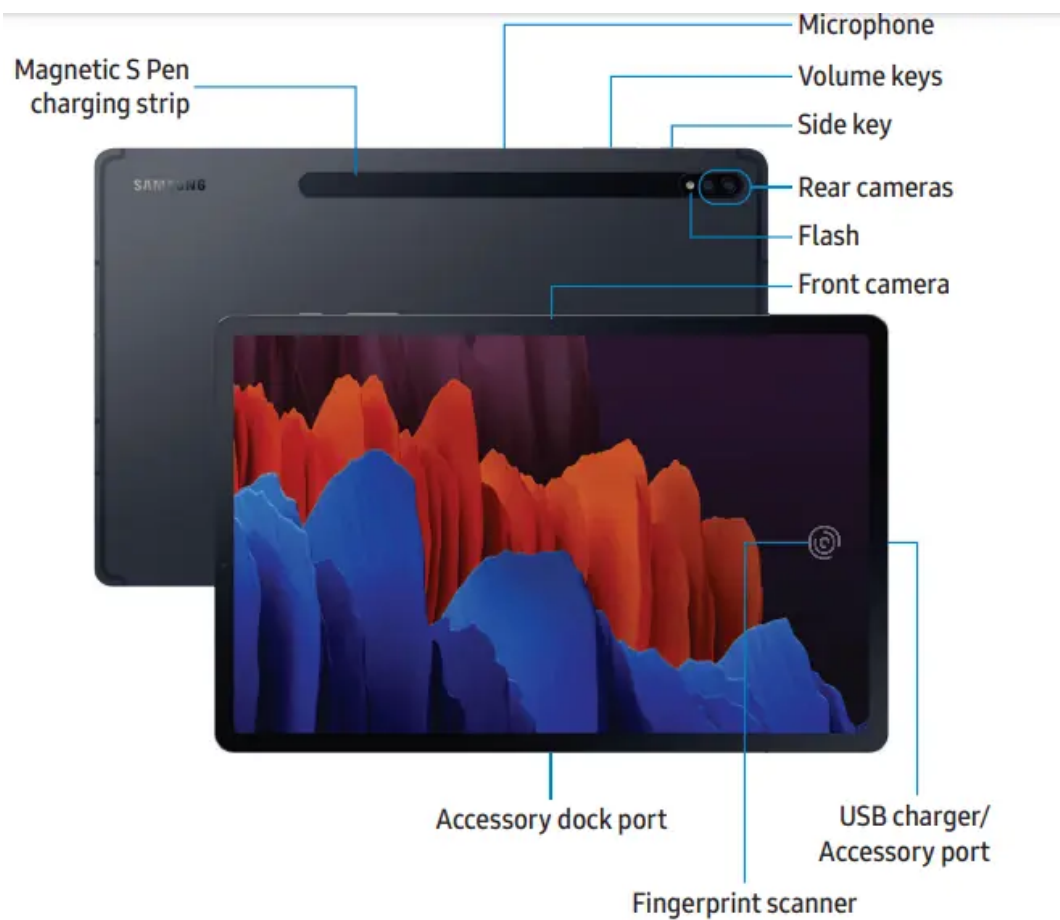 Microphone
Magnetic S Pen
charging strip
Volume keys
Side key
SAMSUNG
Rear cameras
Flash
Front camera
Accessory dock port
USB charger/
Accessory port
Fingerprint scanner